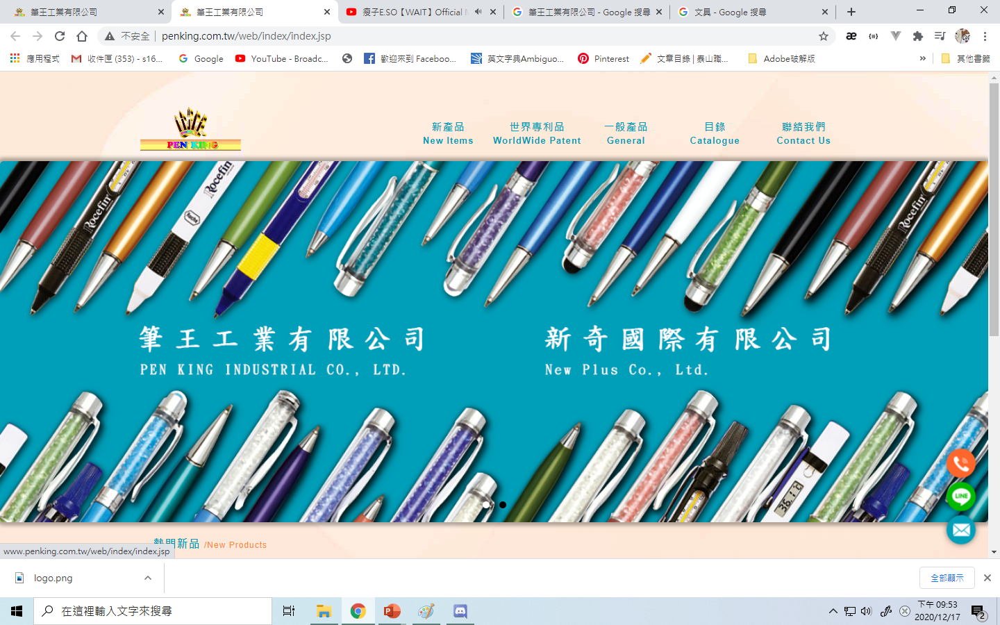 筆王工業有限公司
筆王工業有限公司
瘦子E.SO【WAIT】Official M
筆王工業有限公司 - Google 搜尋
文具 - Google 搜尋
不安全
penking.com.tw/web/index/index.jsp
應用程式
收件匣 (353) - s16...
Google
YouTube - Broadc...
歡迎來到 Faceboo...
英文字典Ambiguo...
Pinterest
文章目錄 | 泰山職...
Adobe破解版
»
其他書籤
PEN KING
新產品
New Items
世界專利品
WorldWide Patent
一般產品
General
目錄
Catalogue
聯絡我們
Contact Us
Rocefin
Rocefin
Roche
Rocefin
筆王工業有限公司
PEN KING INDUSTRIAL CO., LTD.
新奇國際有限公司
New Plus Co., Ltd.
LINE
熱門新品 /New Products
www.penking.com.tw/web/index/index.jsp
logo.png
全部顯示
在這裡輸入文字來搜尋
下午 09:53
2020/12/17
2